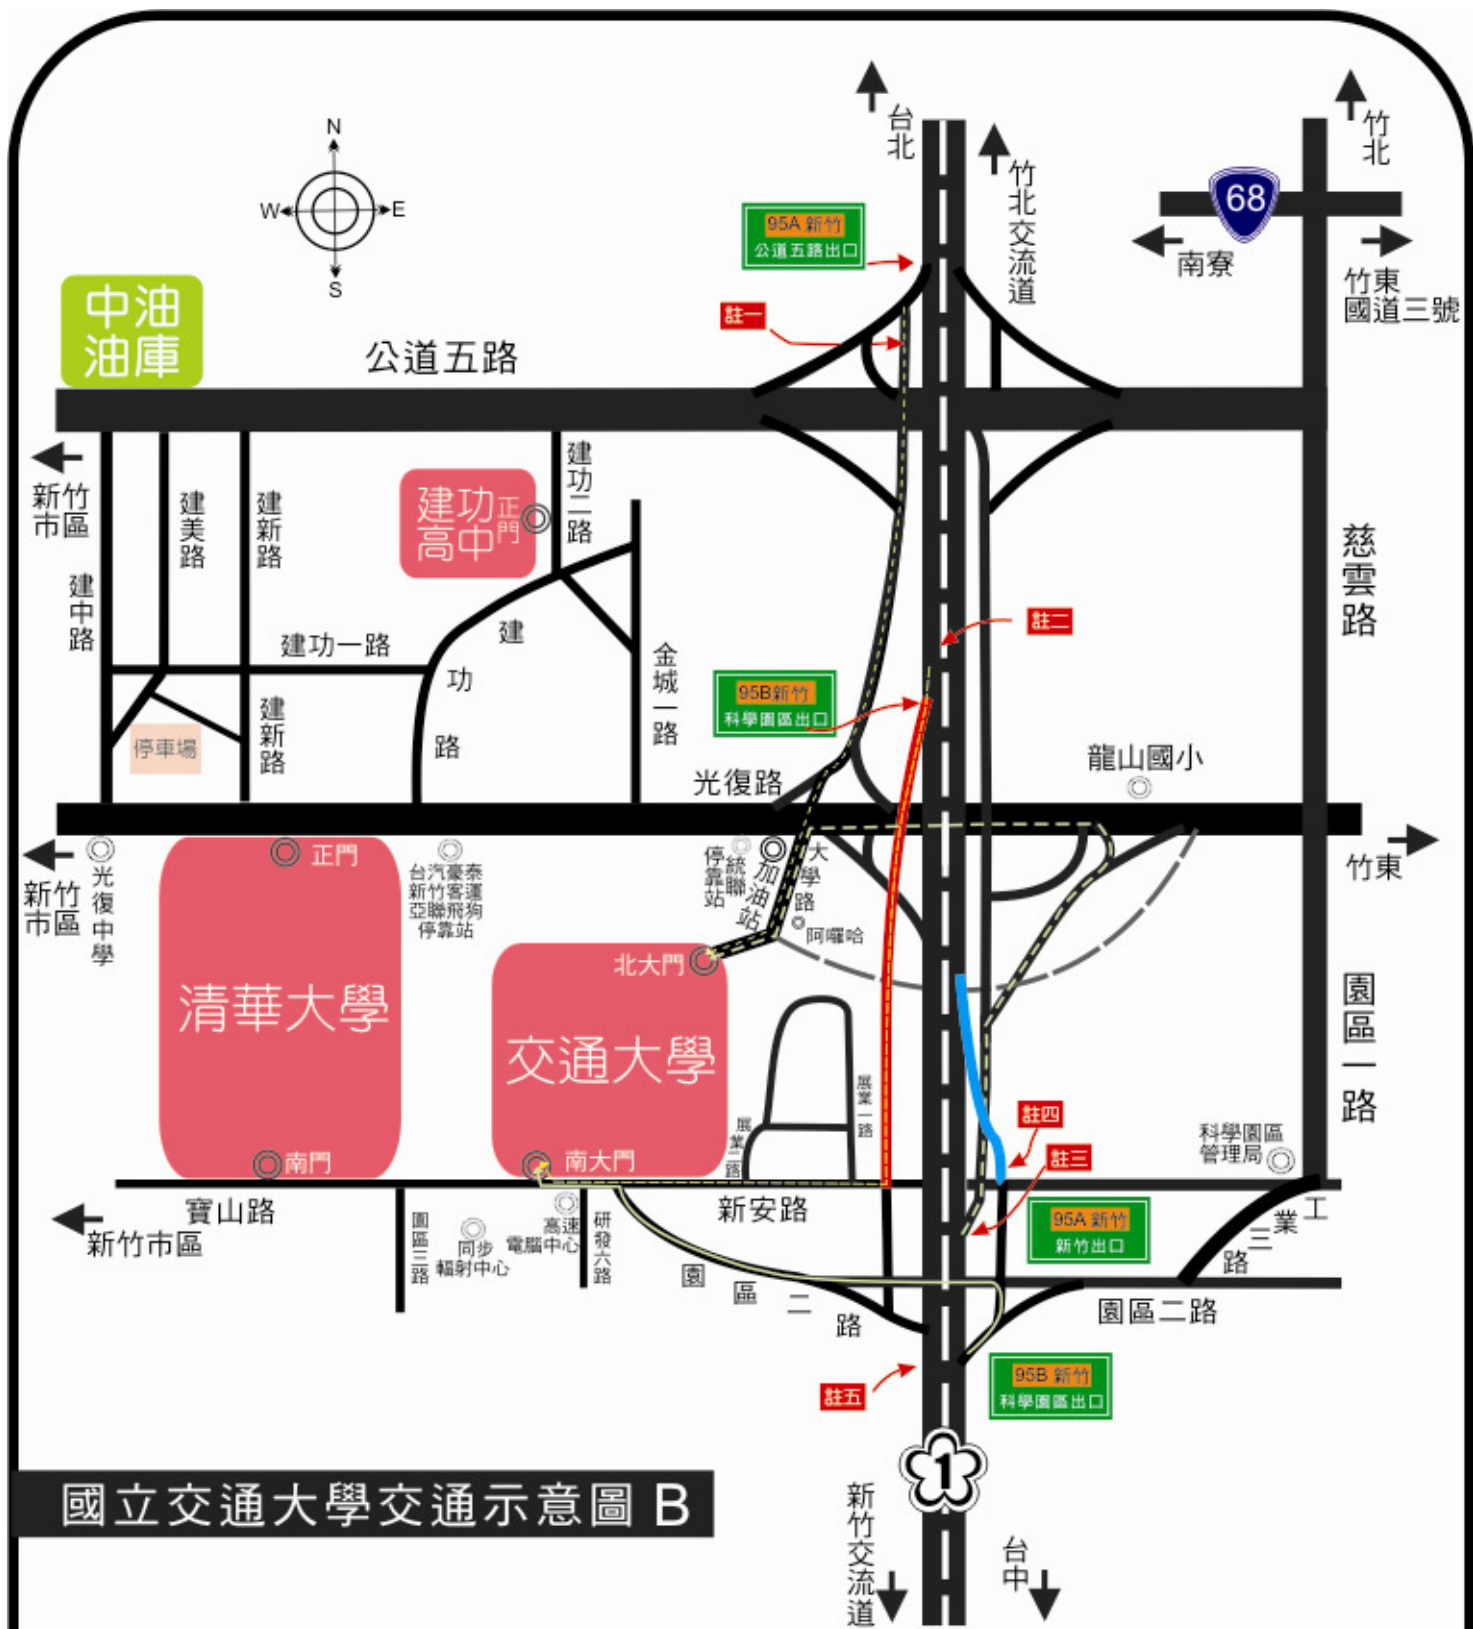 台北
竹北
竹北交流道
N
W
E
S
68
95A 新竹
公道五路出口
南寮
竹東
國道三號
中油
油庫
註一
公道五路
新竹
市區
建中路
建美路
建新路
建功
高中
正門
建功二路
慈雲路
註二
建功一路
建功路
金城一路
95B新竹
科學園區出口
建新路
停車場
光復路
龍山國小
新竹
市區
光復中學
正門
台汽豪泰
新竹客運
亞聯飛狗
停靠站
統聯
停靠站
加油站
大學路
阿囉哈
竹東
北大門
清華大學
交通大學
園區一路
展業一路
展業二路
註四
註三
科學園區
管理局
南門
南大門
寶山路
新安路
新竹市區
園區三路
同步
輻射中心
高速
電腦中心
研發六路
95A 新竹
新竹出口
工業三路
園區二路
園區二路
註五
95B 新竹
科學園區出口
1
國立交通大學交通示意圖 B
新竹交流道
台中